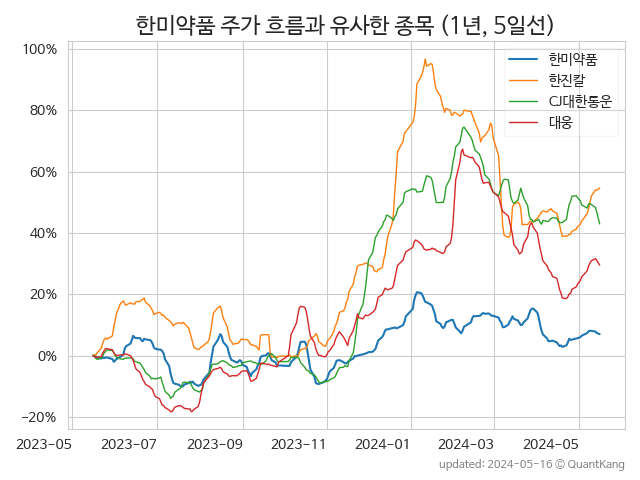 한미약품 주가 흐름과 유사한 종목 (1년, 5일선)
100%
80%
60%
40%
20%
0%
−20%
한미약품
한진칼
CJ대한통운
대웅
2023-05
2023-07
2023-09
2023-11
2024-01
2024-03
2024-05
updated: 2024-05-16 ⓒ QuantKang